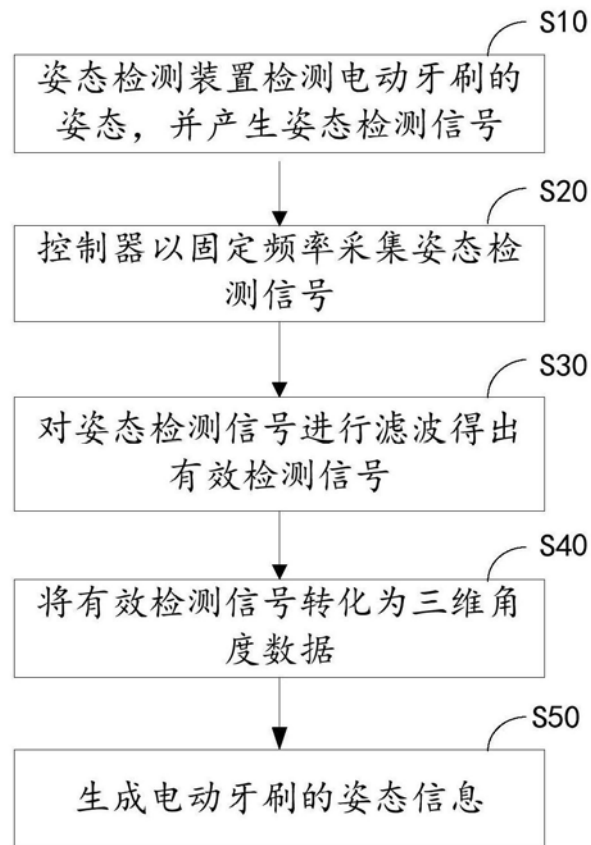 S10
姿态检测装置检测电动牙刷的
姿态，并产生姿态检测信号
S20
控制器以固定频率采集姿态检
测信号
S30
对姿态检测信号进行滤波得出
有效检测信号
S40
将有效检测信号转化为三维角
度数据
S50
生成电动牙刷的姿态信息